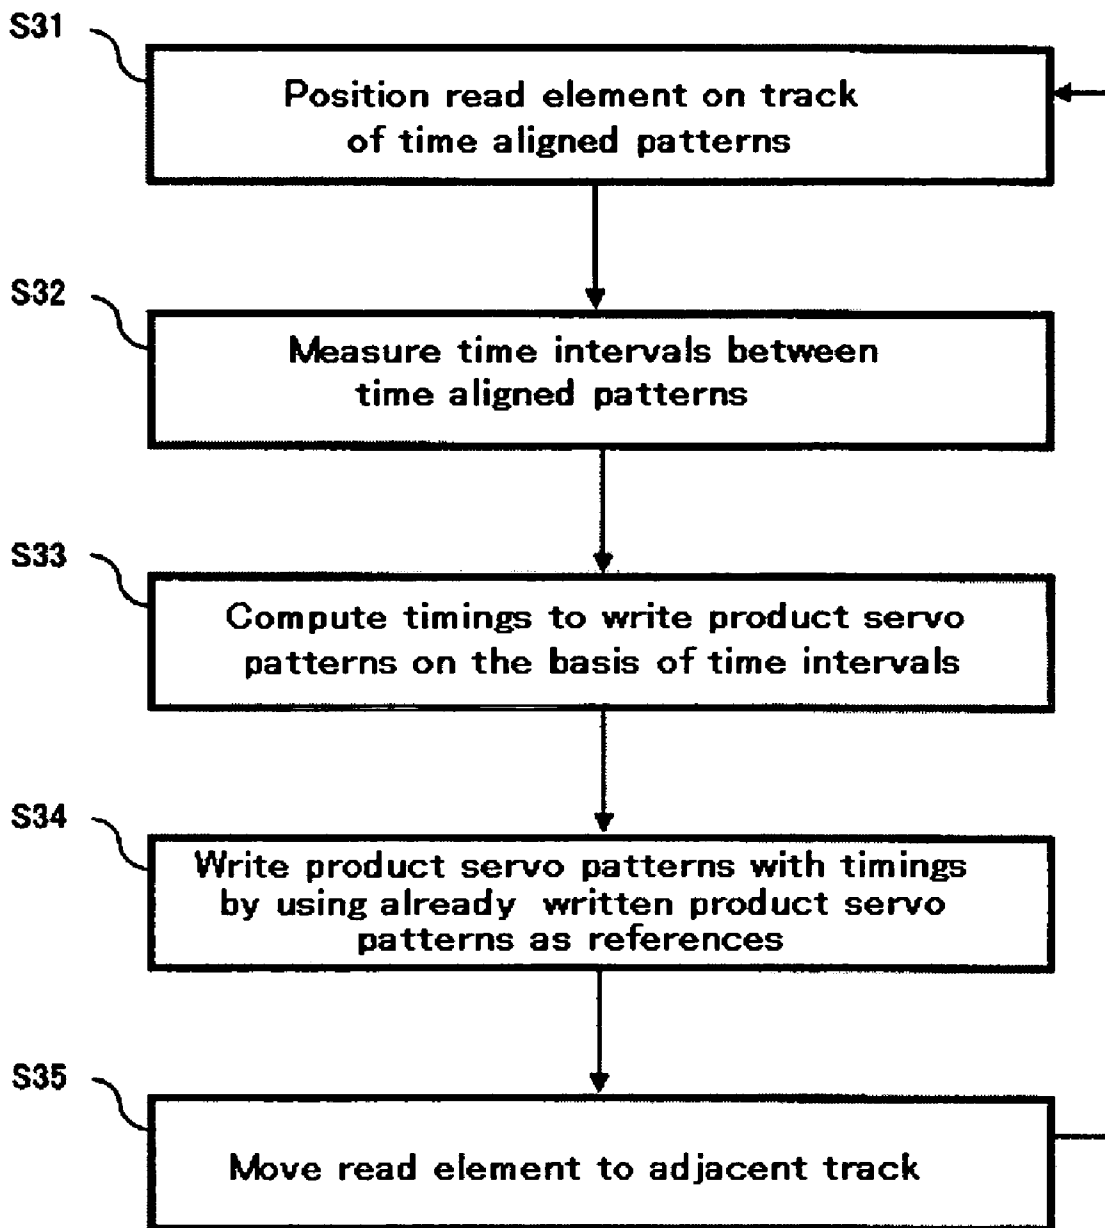 S31
Position read element on track
of time aligned patterns
S32
Measure time intervals between
time aligned patterns
S33
Compute timings to write product servo
patterns on the basis of time intervals
S34
Write product servo patterns with timings
by using already written product servo
patterns as references
S35
Move read element to adjacent track